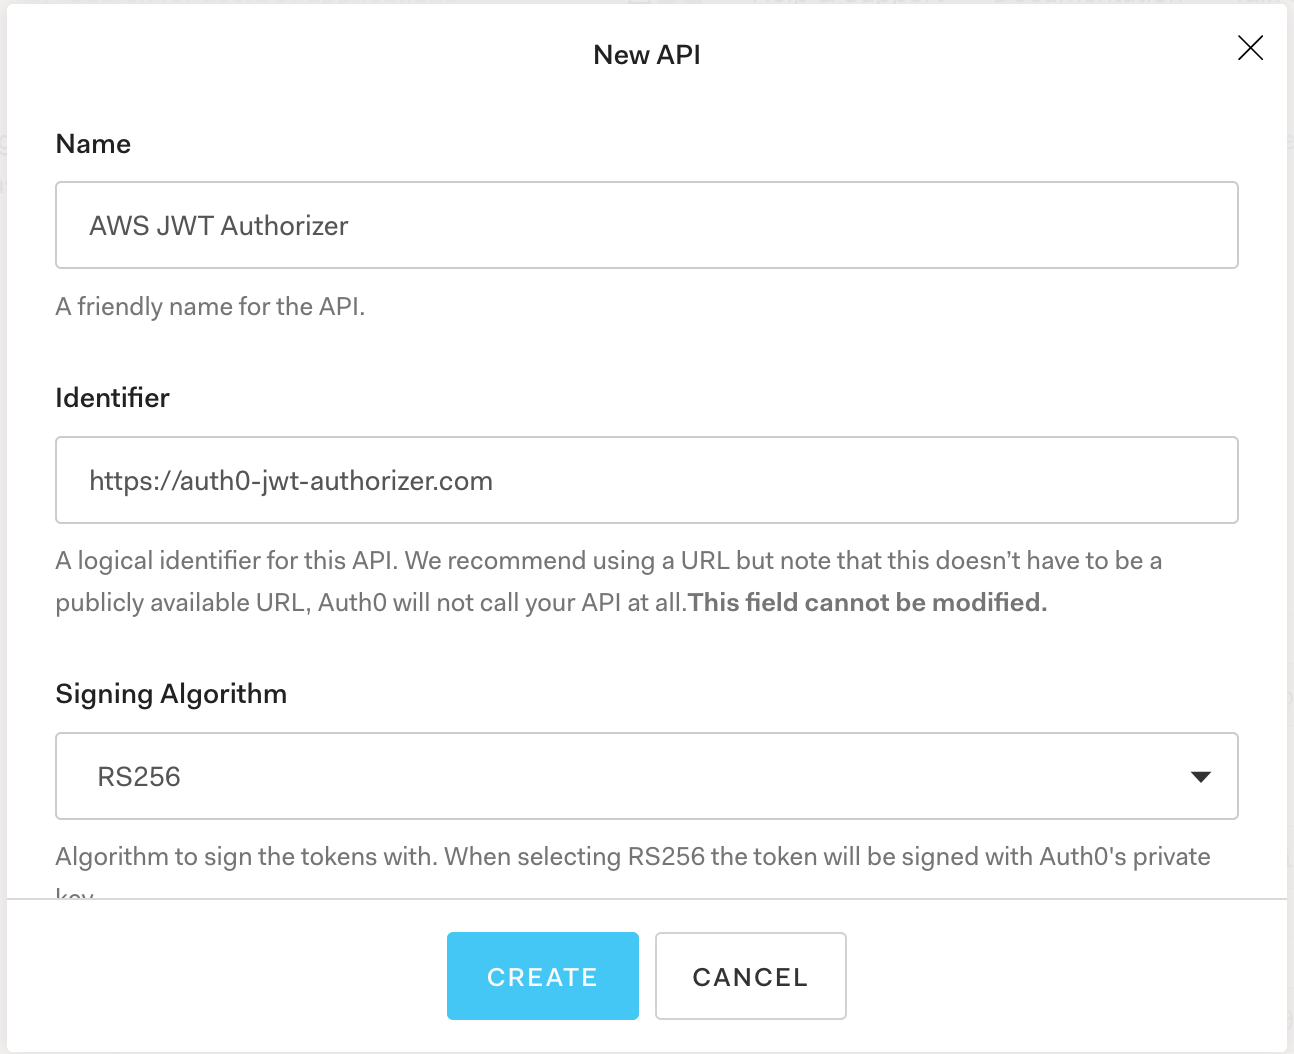 New API
Name
AWS JWT Authorizer
A friendly name for the API.
Identifier
https://auth0-jwt-authorizer.com
A logical identifier for this API. We recommend using a URL but note that this doesn’t have to be a
publicly available URL, Auth0 will not call your API at all.This field cannot be modified.
Signing Algorithm
RS256
Algorithm to sign the tokens with. When selecting RS256 the token will be signed with Auth0's private
key.
CREATE
CANCEL